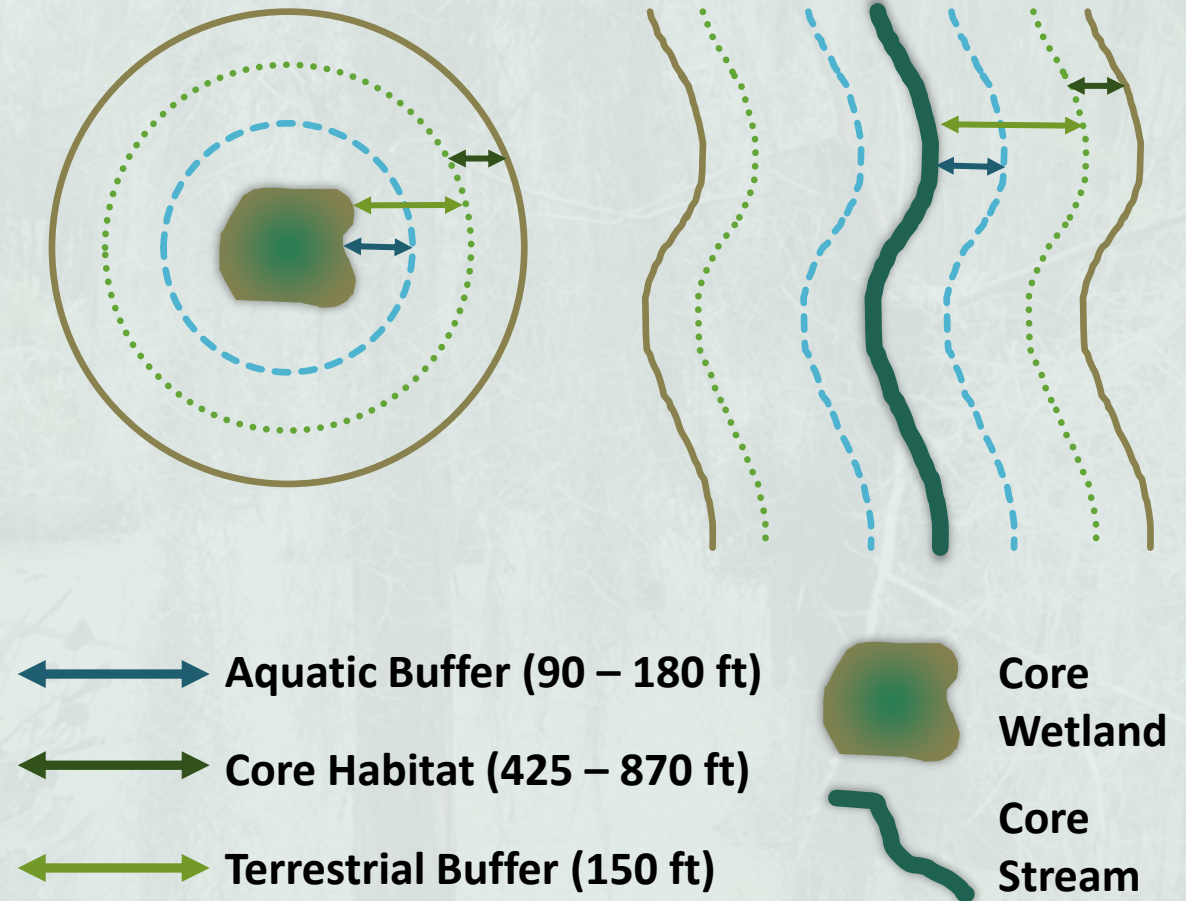 Aquatic Buffer (90 – 180 ft)
Core Habitat (425 – 870 ft)
Terrestrial Buffer (150 ft)
Core
Wetland
Core
Stream